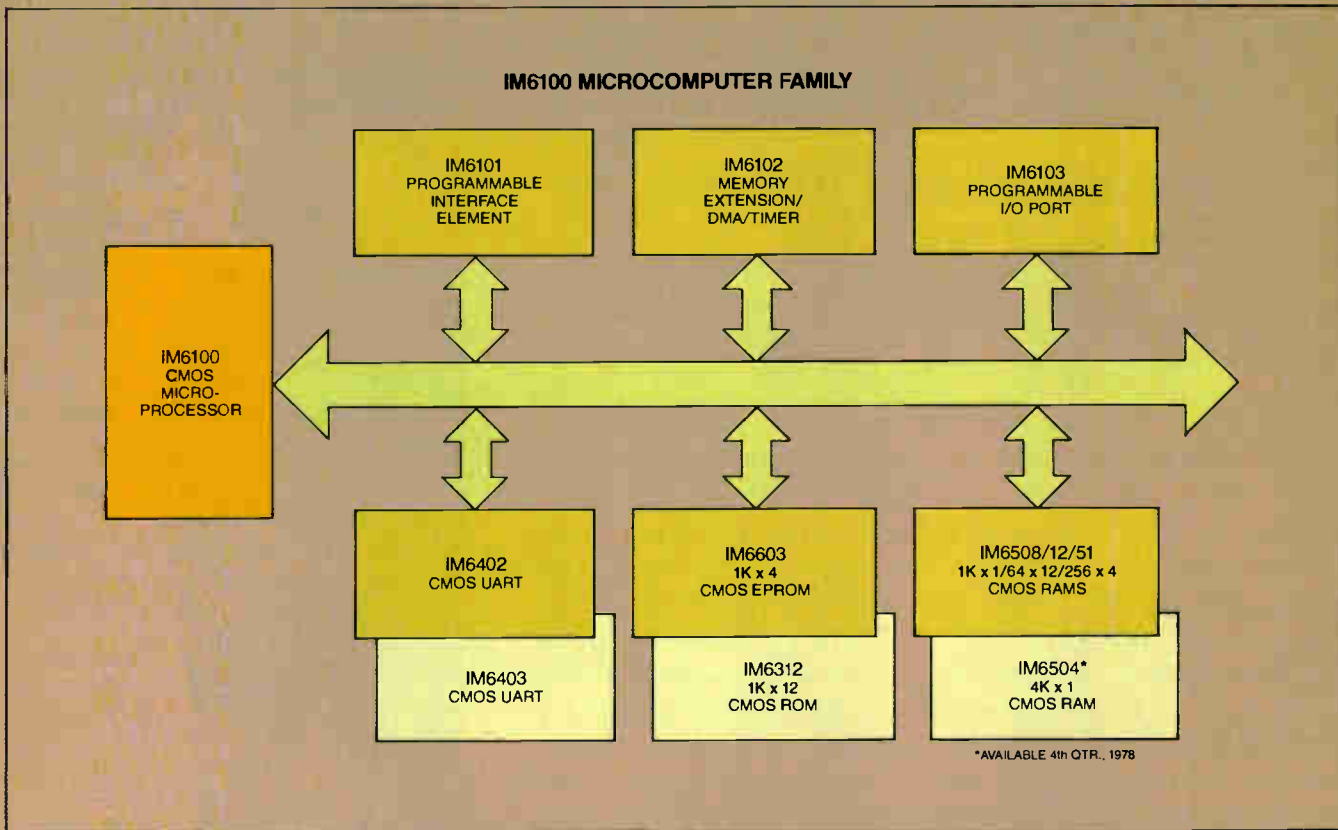 IM6100 MICROCOMPUTER FAMILY
IM6101
PROGRAMMABLE
INTERFACE
ELEMENT
IM6102
MEMORY
EXTENSION/
DMA/TIMER
IM6103
PROGRAMMABLE
I/O PORT
IM6100
CMOS
MICRO-
PROCESSOR
IM6402
CMOS UART
IM6603
1K x 4
CMOS EPROM
IM6508/12/51
1K x 1/64 x 12/256 x 4
CMOS RAMS
IM6403
CMOS UART
IM6312
1K x 12
CMOS ROM
IM6504*
4K x 1
CMOS RAM
*AVAILABLE 4th QTR., 1978